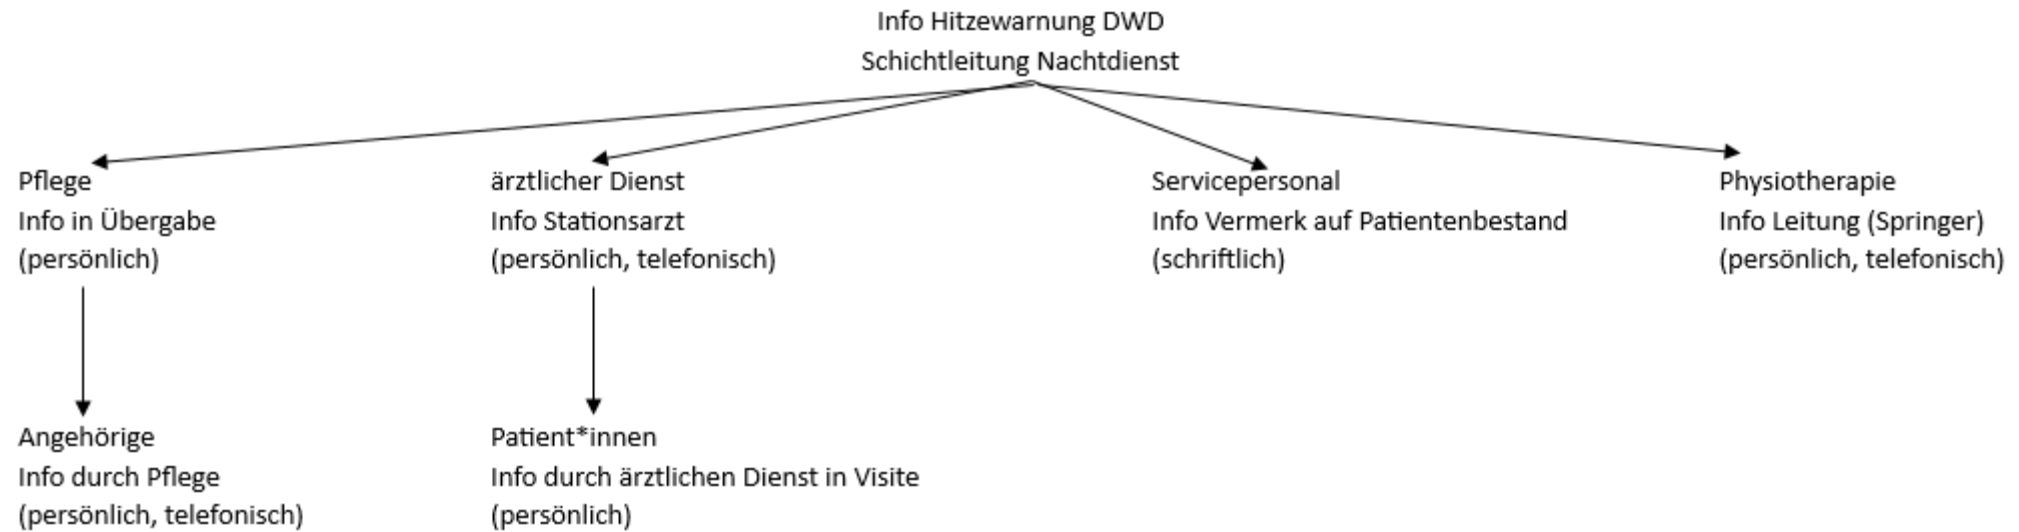 Info Hitzewarnung DWD
Schichtleitung Nachtdienst
Pflege
Info in Übergabe
(persönlich)
ärztlicher Dienst
Info Stationsarzt
(persönlich, telefonisch)
Servicepersonal
Info Vermerk auf Patientenbestand
(schriftlich)
Physiotherapie
Info Leitung (Springer)
(persönlich, telefonisch)
Angehörige
Info durch Pflege
(persönlich, telefonisch)
Patient*innen
Info durch ärztlichen Dienst in Visite
(persönlich)